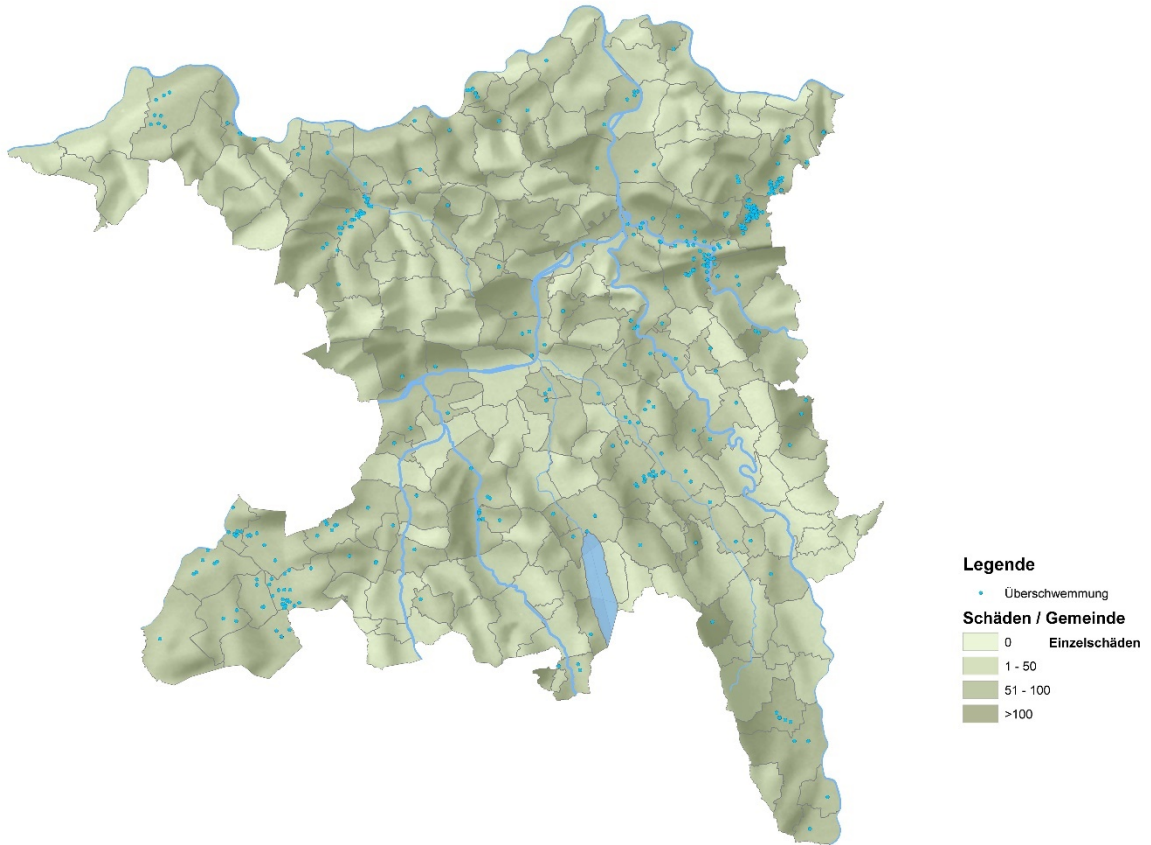 Legende
Überschwemmung
Schäden / Gemeinde
0 Einzelschäden
1 - 50
51 - 100
>100